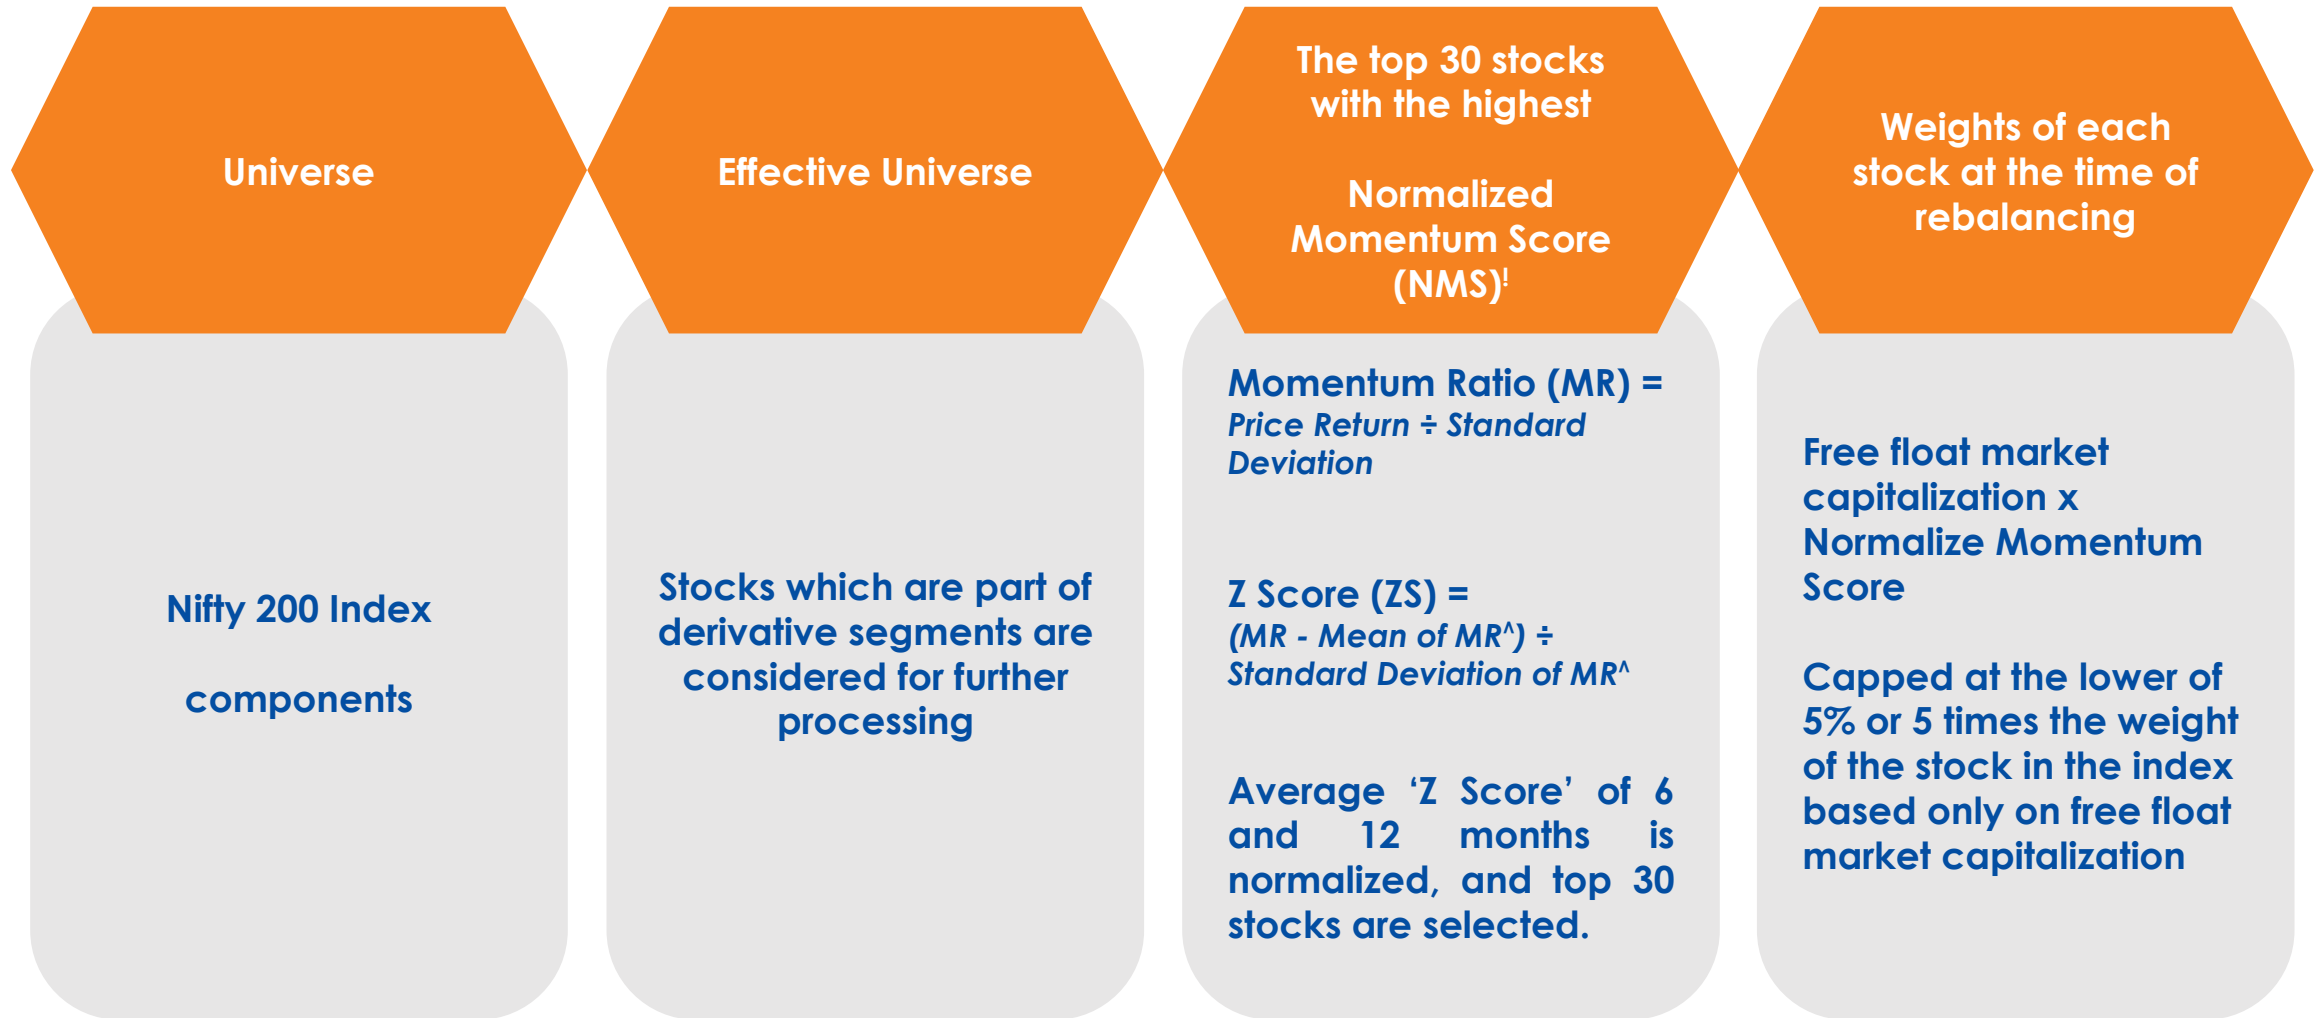 Universe
Nifty 200 Index
components
Effective Universe
Stocks which are part of
derivative segments are
considered for further
processing
The top 30 stocks
with the highest
Normalized
Momentum Score
(NMS)!
Momentum Ratio (MR) =
Price Return ÷ Standard
Deviation
Z Score (ZS) =
(MR - Mean of MR^) ÷
Standard Deviation of MR^
Average ‘Z Score’ of 6
and 12 months is
normalized, and top 30
stocks are selected.
Weights of each
stock at the time of
rebalancing
Free float market
capitalization x
Normalize Momentum
Score
Capped at the lower of
5% or 5 times the weight
of the stock in the index
based only on free float
market capitalization